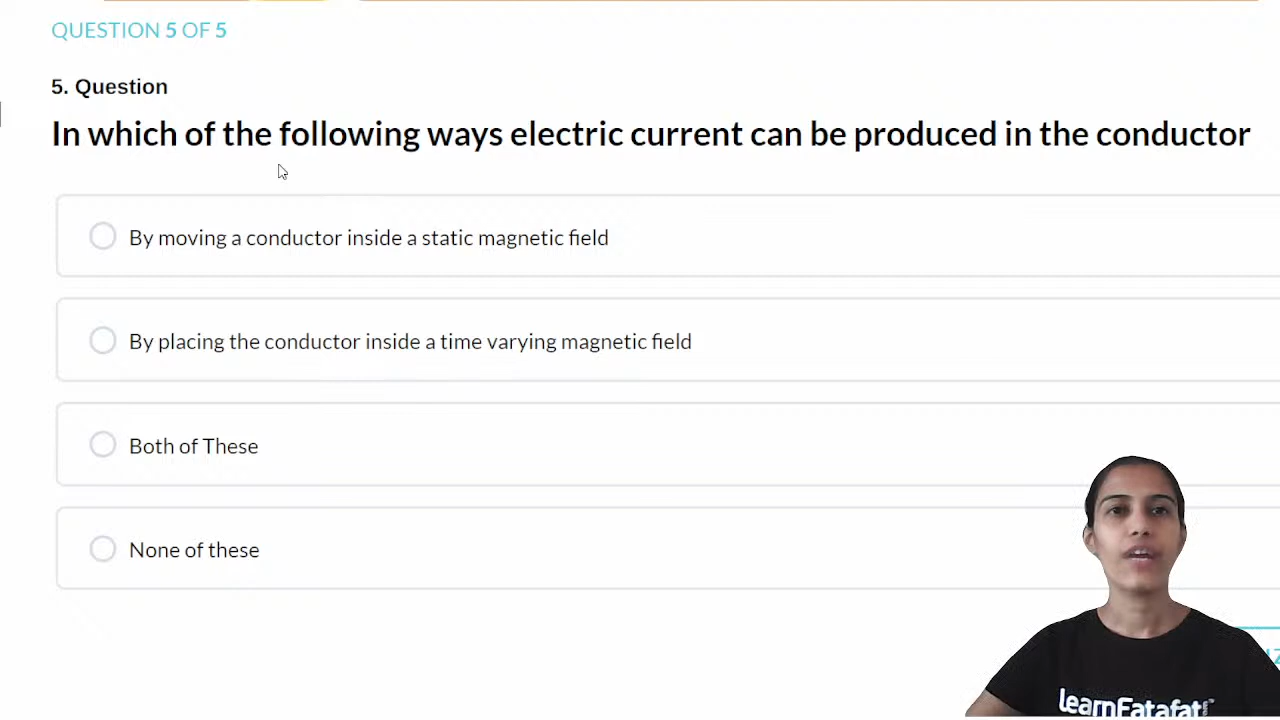 QUESTION 5 OF 5
5. Question
In which of the following ways electric current can be produced in the conductor
By moving a conductor inside a static magnetic field
By placing the conductor inside a time varying magnetic field
Both of These
None of these
learnFatafat